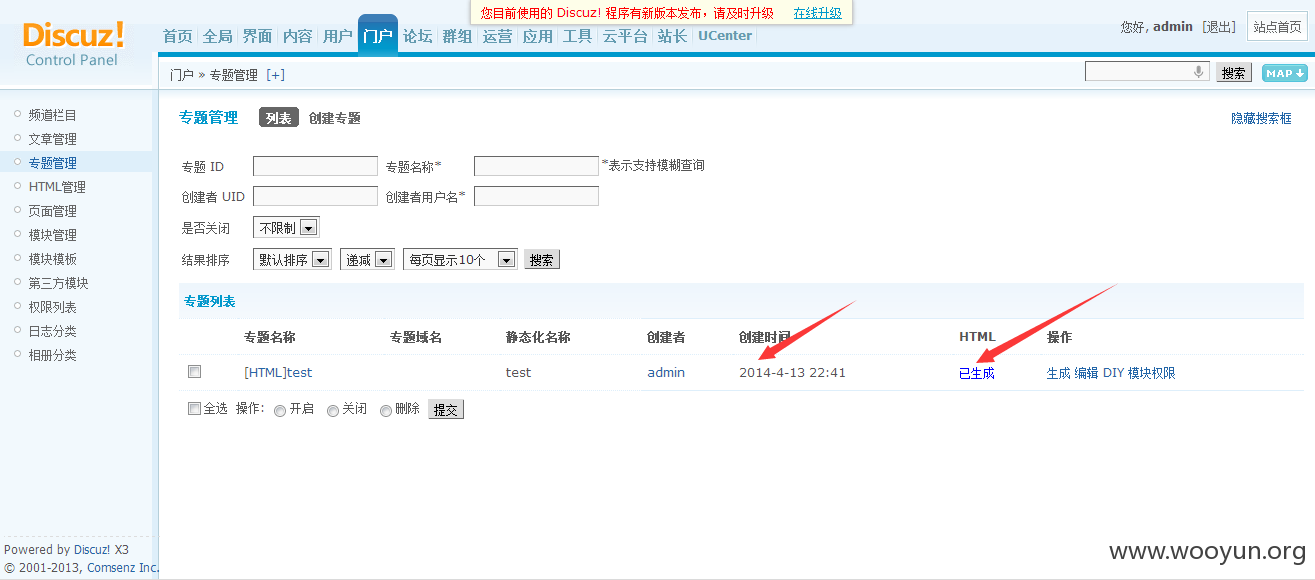 您目前使用的 Discuz! 程序有新版本发布，请及时升级 在线升级
Discuz!
Control Panel
首页 全局 界面 内容 用户 门户 论坛 群组 运营 应用 工具 云平台 站长 UCenter
您好, admin [退出] 站点首页
门户 » 专题管理 [+] 搜索 MAP
频道栏目
文章管理
专题管理
HTML管理
页面管理
模块管理
模块模板
第三方模块
权限列表
日志分类
相册分类
专题管理 列表 创建专题 隐藏搜索框
专题 ID 专题名称* *表示支持模糊查询
创建者 UID 创建者用户名*
是否关闭 不限制
结果排序 默认排序 递减 每页显示10个 搜索
专题列表
专题名称 专题域名 静态化名称 创建者 创建时间 HTML 操作
[HTML]test test admin 2014-4-13 22:41 已生成 生成 编辑 DIY 模块权限
全选 操作: 开启 关闭 删除 提交
Powered by Discuz! X3
© 2001-2013, Comsenz Inc.
www.wooyun.org